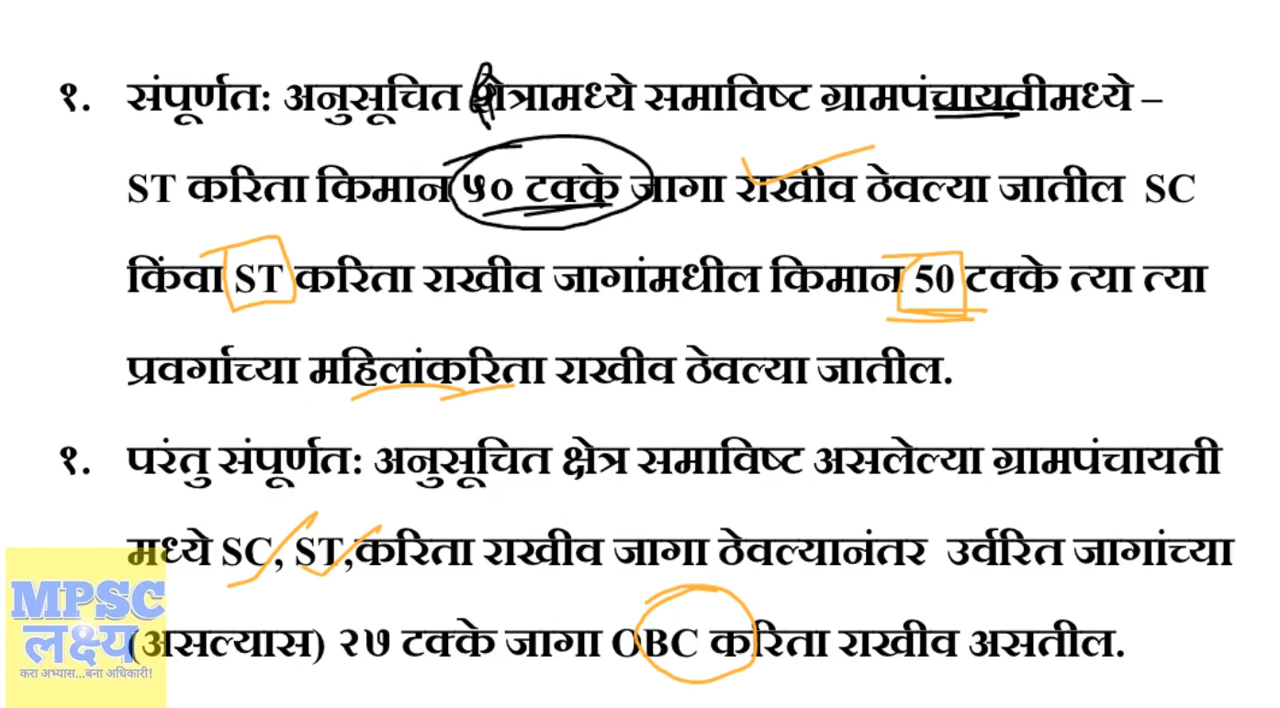 १. संपूर्णत: अनुसूचित क्षेत्रामध्ये समाविष्ट ग्रामपंचायतीमध्ये –
ST करिता किमान ५० टक्के जागा राखीव ठेवल्या जातील SC
किंवा ST करिता राखीव जागांमधील किमान 50 टक्के त्या त्या
प्रवर्गाच्या महिलांकरिता राखीव ठेवल्या जातील.
१. परंतु संपूर्णत: अनुसूचित क्षेत्र समाविष्ट असलेल्या ग्रामपंचायती
मध्ये SC, ST,करिता राखीव जागा ठेवल्यानंतर उर्वरित जागांच्या
(असल्यास) २७ टक्के जागा OBC करिता राखीव असतील.
MPSC
लक्ष्य
करा अभ्यास...बना अधिकारी!